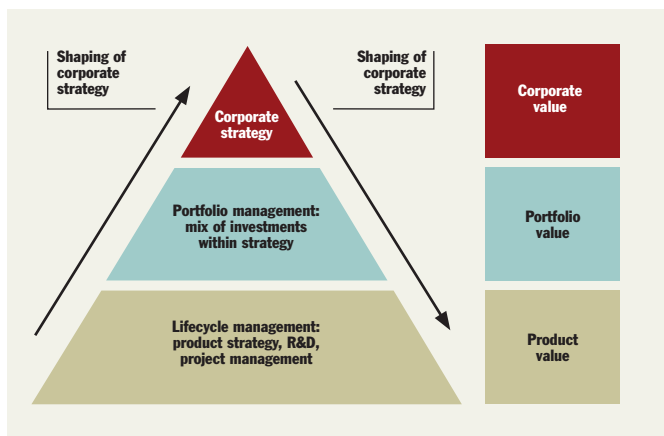 Shaping of
corporate
strategy
Shaping of
corporate
strategy
Corporate
strategy
Corporate
value
Portfolio management:
mix of investments
within strategy
Portfolio
value
Lifecycle management:
product strategy, R&D,
project management
Product
value